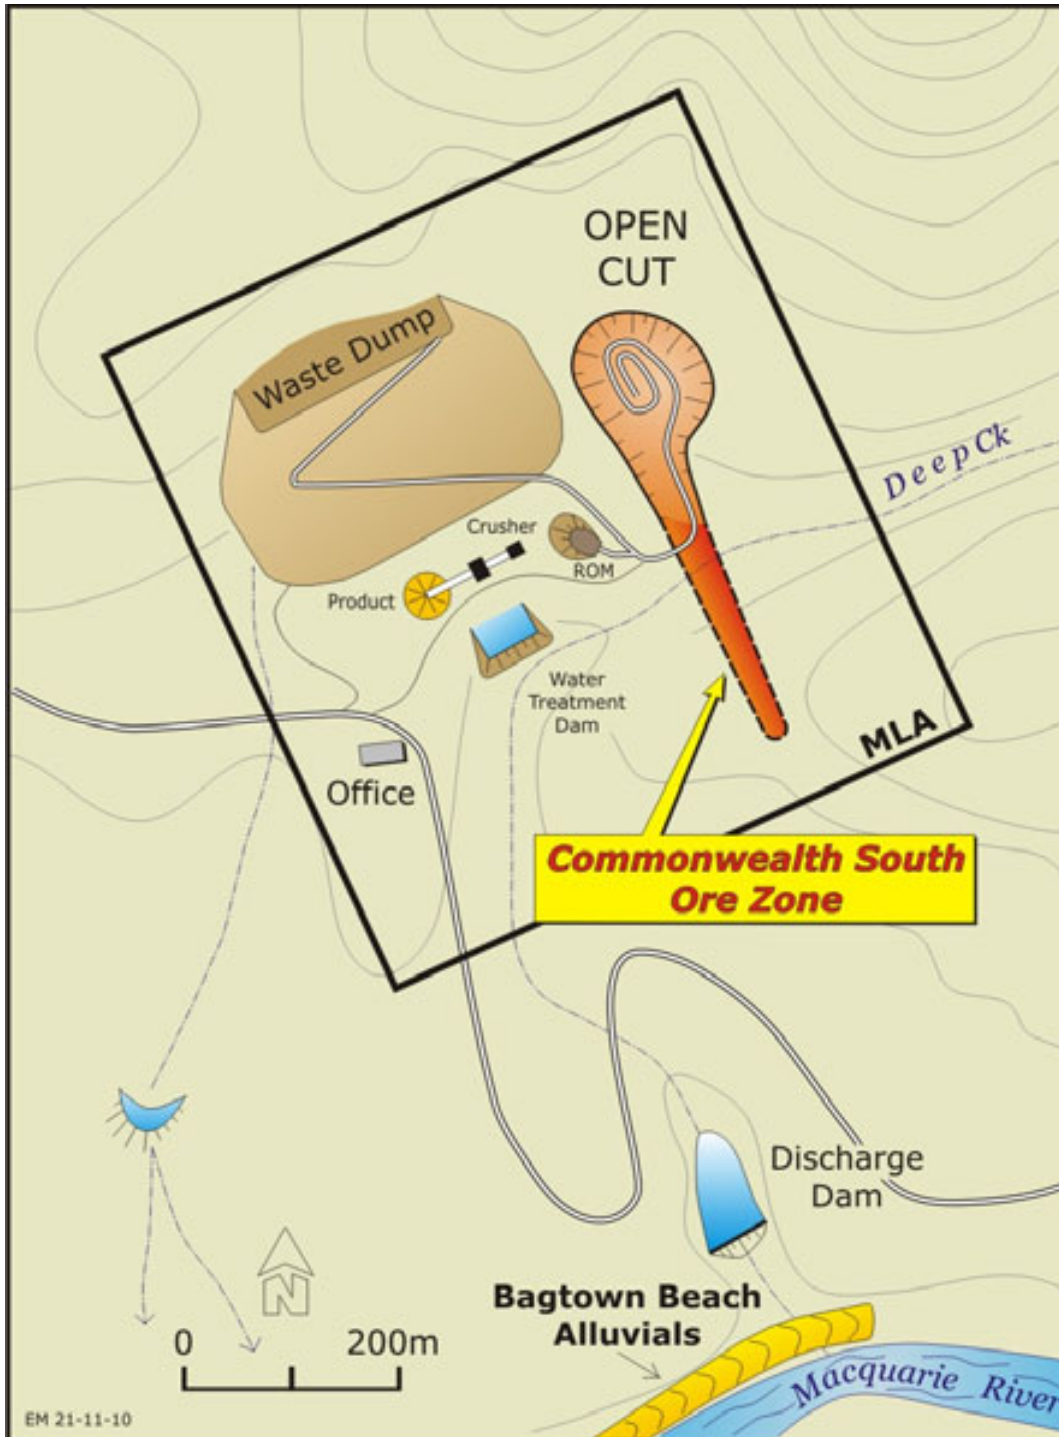 OPEN
CUT
Waste Dump
Deep Ck
Crusher
ROM
Product
Water
Treatment
Dam
MLA
Office
Commonwealth South
Ore Zone
Discharge
Dam
Bagtown Beach
Alluvials
N
0 200m
Macquarie River
EM 21-11-10